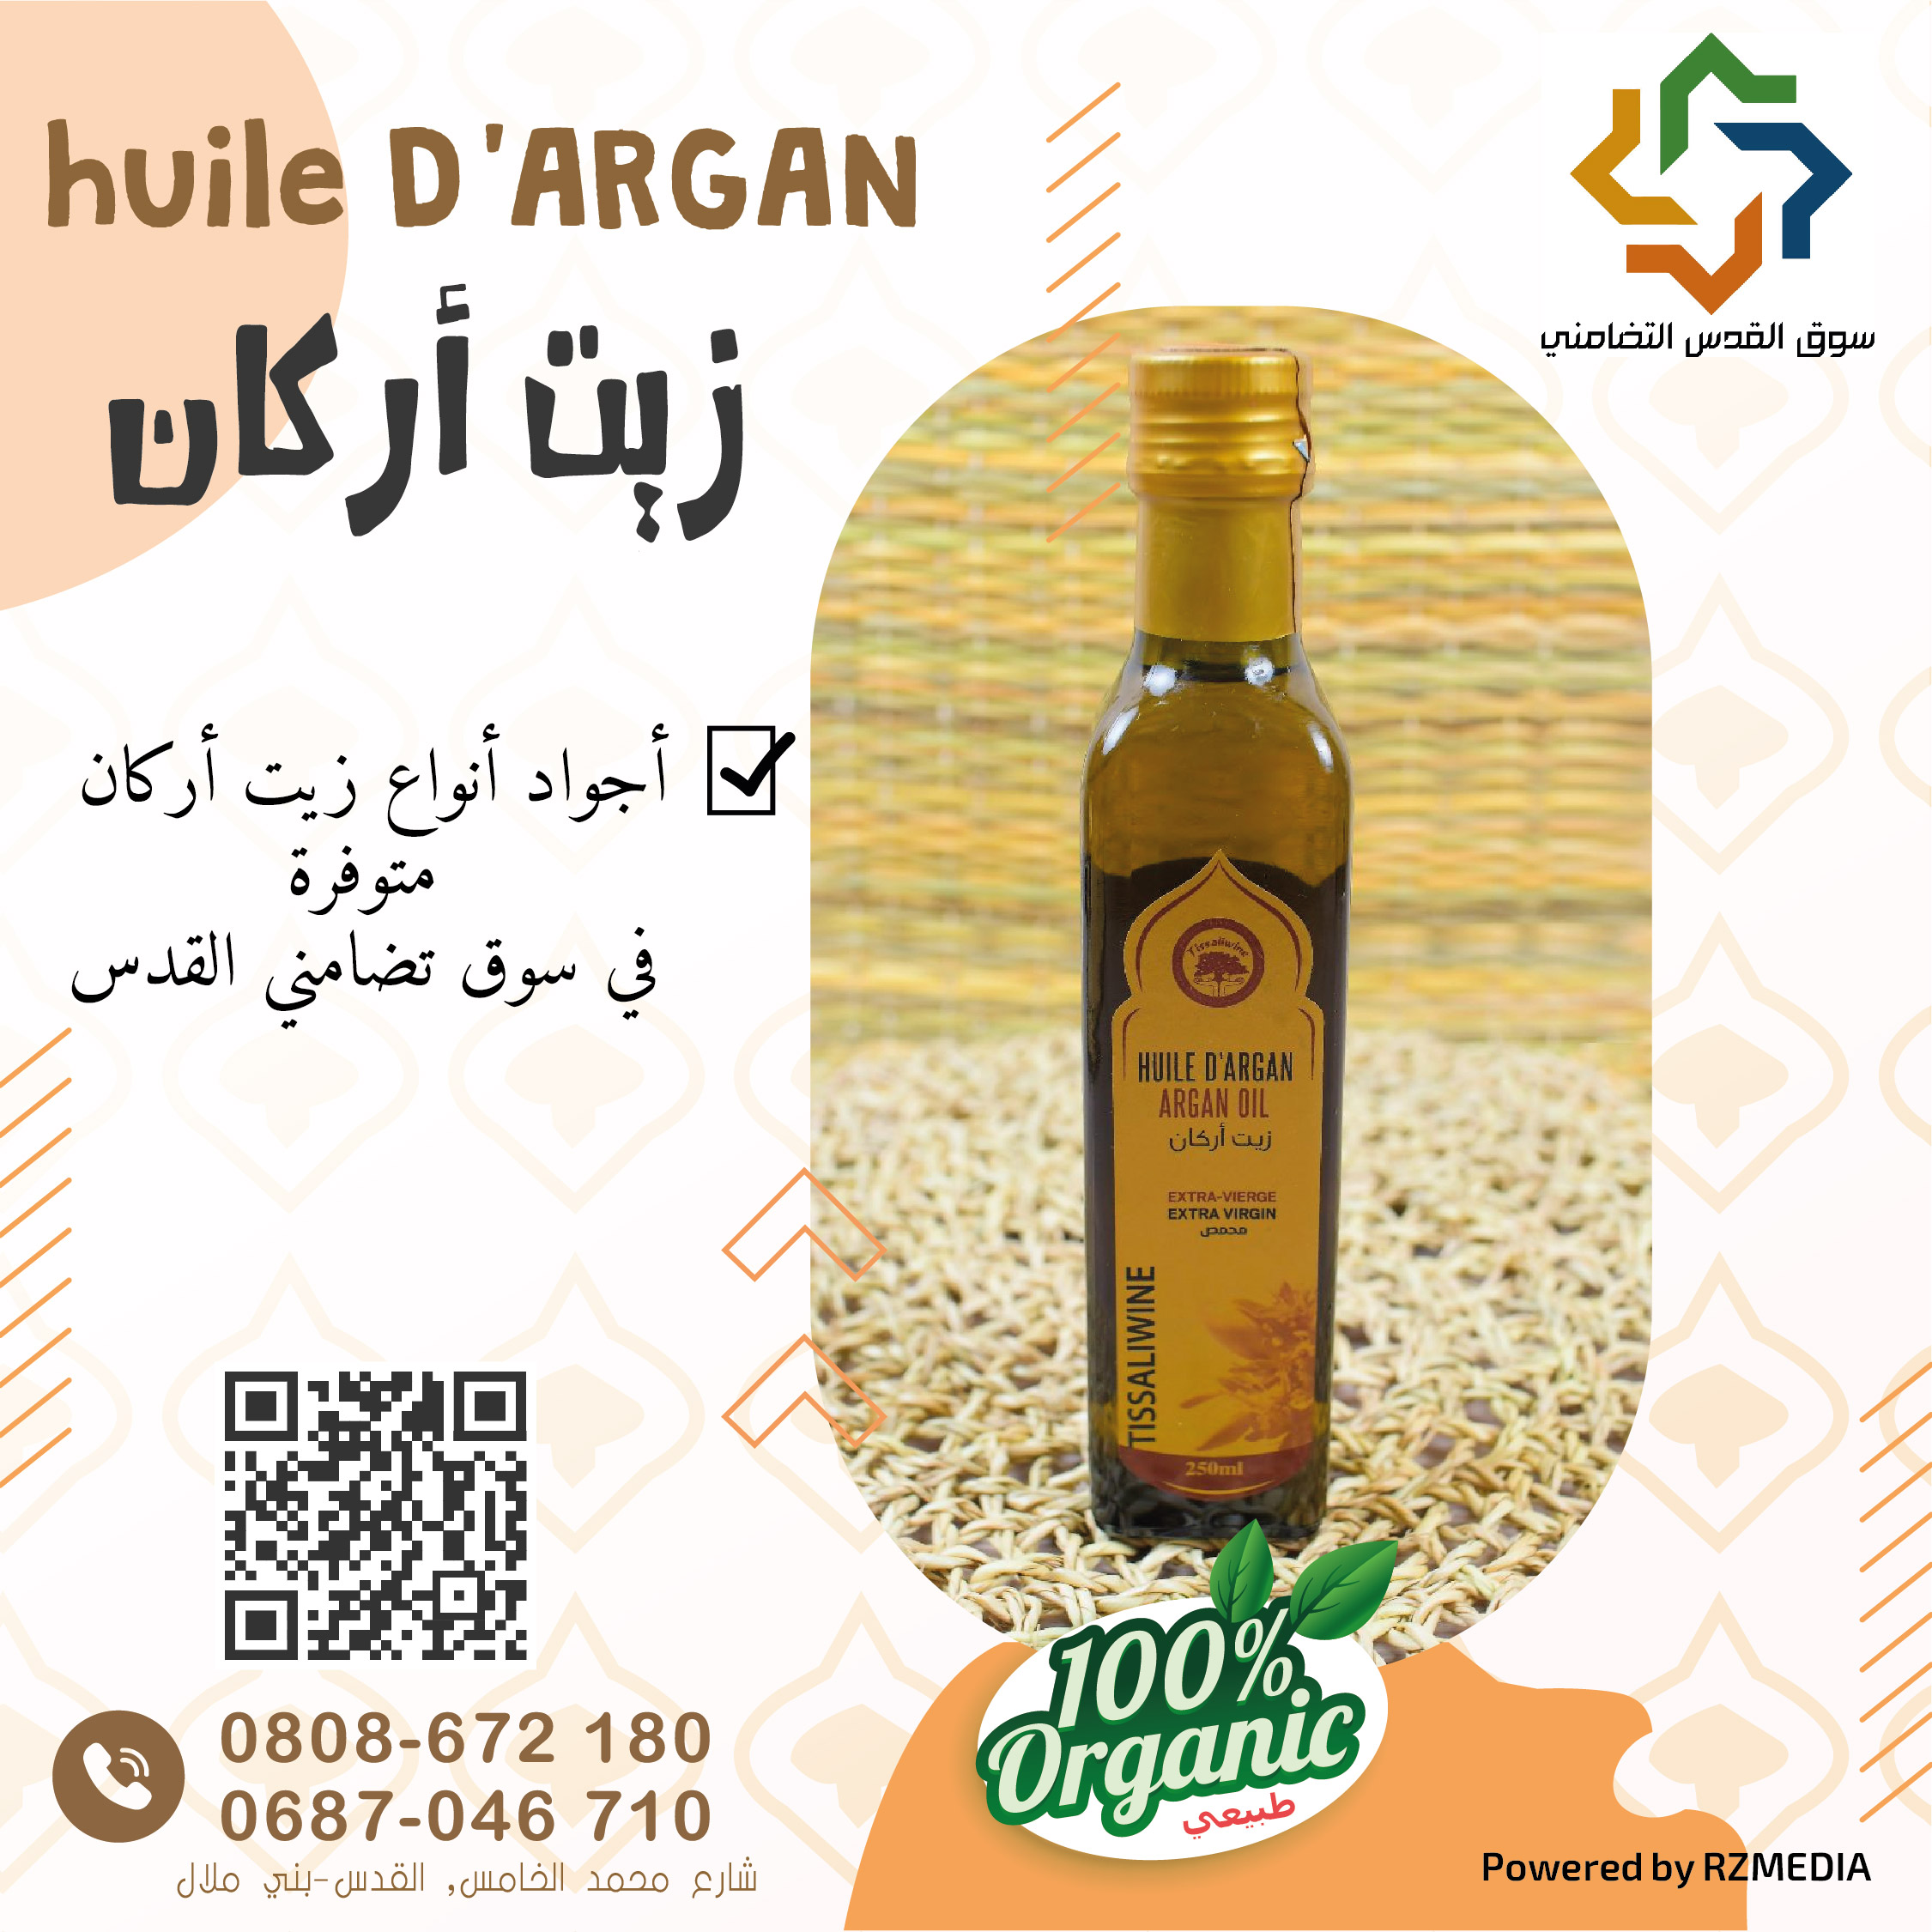 huile D'ARGAN
زيت أركان
سوق القدس التضامني
أجواد أنواع زيت أركان
متوفرة
في سوق تضامني القدس
Tissaliwine
HUILE D'ARGAN
ARGAN OIL
زيت أركان
EXTRA-VIERGE
EXTRA VIRGIN
محمص
TISSALIWINE
250ml
100%
Organic
طبيعي
0808-672 180
0687-046 710
شارع محمد الخامس, القدس-بني ملال
Powered by RZMEDIA